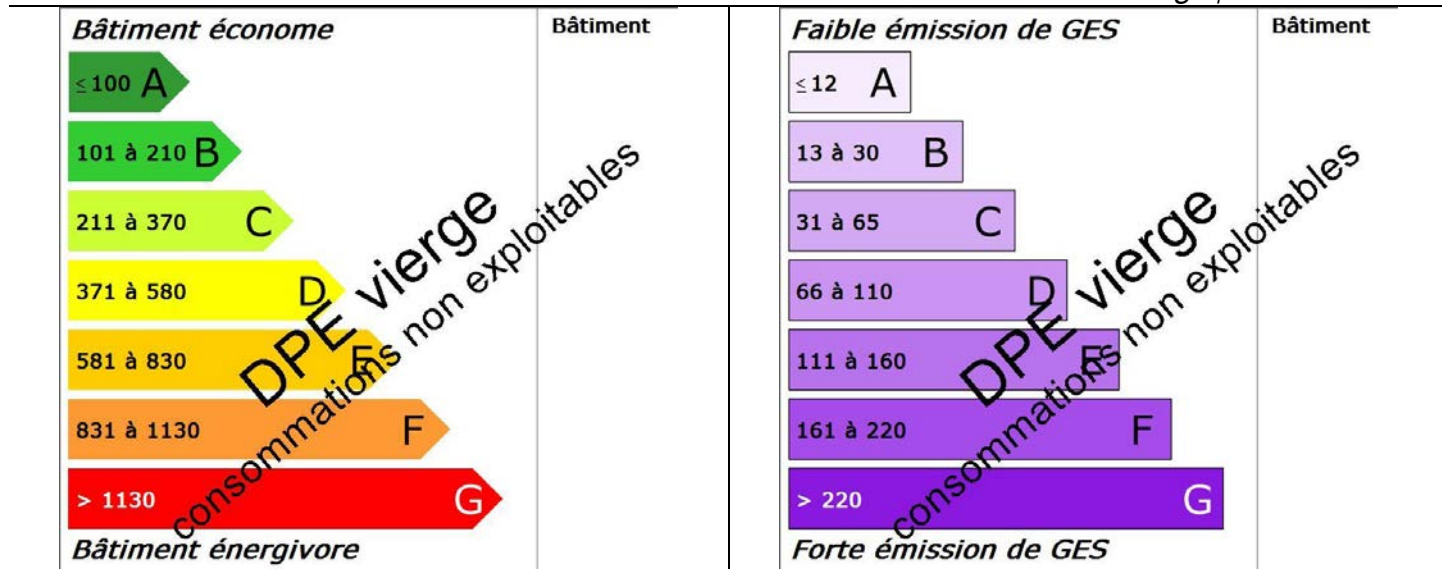 Bâtiment économe
Bâtiment
≤ 100 A
101 à 210 B
211 à 370 C
371 à 580 D
581 à 830 E
831 à 1130 F
> 1130 G
Bâtiment énergivore
DPE vierge
consommations non exploitables
Faible émission de GES
Bâtiment
≤ 12 A
13 à 30 B
31 à 65 C
66 à 110 D
111 à 160 E
161 à 220 F
> 220 G
Forte émission de GES
DPE vierge
consommations non exploitables